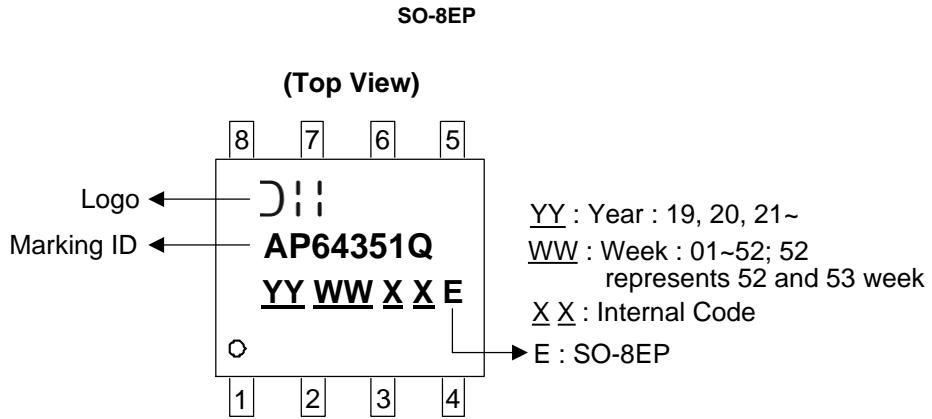 SO-8EP
(Top View)
8 7 6 5
Logo
Marking ID
AP64351Q
YY WW X X E
YY : Year : 19, 20, 21~
WW : Week : 01~52; 52
represents 52 and 53 week
X X : Internal Code
E : SO-8EP
1 2 3 4